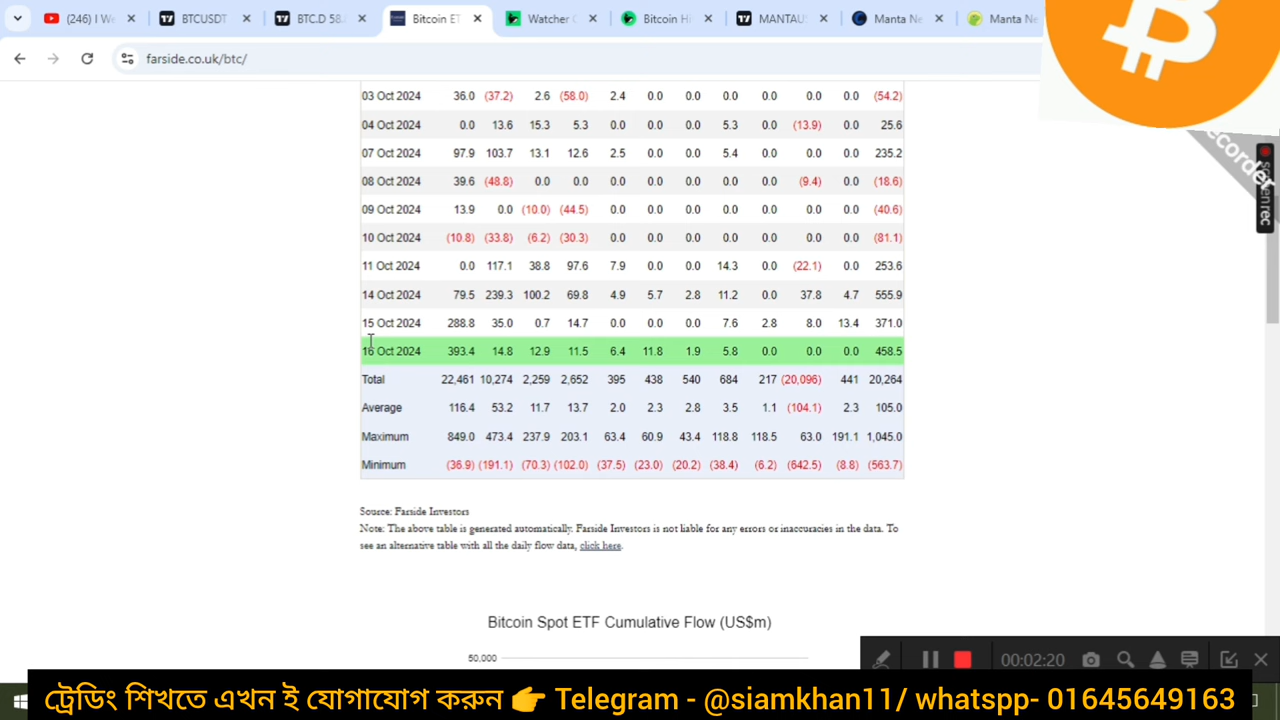 (246) I We
BTCUSDT
BTC.D 58.
Bitcoin ET
Watcher
Bitcoin Hi
MANTAU
Manta Ne
Manta Ne
farside.co.uk/btc/
03 Oct 2024 36.0 (37.2) 2.6 (58.0) 2.4 0.0 0.0 0.0 0.0 0.0 0.0 (54.2)
04 Oct 2024 0.0 13.6 15.3 5.3 0.0 0.0 0.0 5.3 0.0 (13.9) 0.0 25.6
07 Oct 2024 97.9 103.7 13.1 12.6 2.5 0.0 0.0 5.4 0.0 0.0 0.0 235.2
08 Oct 2024 39.6 (48.8) 0.0 0.0 0.0 0.0 0.0 0.0 0.0 (9.4) 0.0 (18.6)
09 Oct 2024 13.9 0.0 (10.0) (44.5) 0.0 0.0 0.0 0.0 0.0 0.0 0.0 (40.6)
10 Oct 2024 (10.8) (33.8) (6.2) (30.3) 0.0 0.0 0.0 0.0 0.0 0.0 0.0 (81.1)
11 Oct 2024 0.0 117.1 38.8 97.6 7.9 0.0 0.0 14.3 0.0 (22.1) 0.0 253.6
14 Oct 2024 79.5 239.3 100.2 69.8 4.9 5.7 2.8 11.2 0.0 37.8 4.7 555.9
15 Oct 2024 288.8 35.0 0.7 14.7 0.0 0.0 0.0 7.6 2.8 8.0 13.4 371.0
16 Oct 2024 393.4 14.8 12.9 11.5 6.4 11.8 1.9 5.8 0.0 0.0 0.0 458.5
Total 22,461 10,274 2,259 2,652 395 438 540 684 217 (20,096) 441 20,264
Average 116.4 53.2 11.7 13.7 2.0 2.3 2.8 3.5 1.1 (104.1) 2.3 105.0
Maximum 849.0 473.4 237.9 203.1 63.4 60.9 43.4 118.8 118.5 63.0 191.1 1,045.0
Minimum (36.9) (191.1) (70.3) (102.0) (37.5) (23.0) (20.2) (38.4) (6.2) (642.5) (8.8) (563.7)
Source: Farside Investors
Note: The above table is generated automatically. Farside Investors is not liable for any errors or inaccuracies in the data. To
see an alternative table with all the daily flow data, click here.
Bitcoin Spot ETF Cumulative Flow (US$m)
50,000
00:02:20
ট্রেডিং শিখতে এখন ই যোগাযোগ করুন 👉 Telegram - @siamkhan11/ whatspp- 01645649163